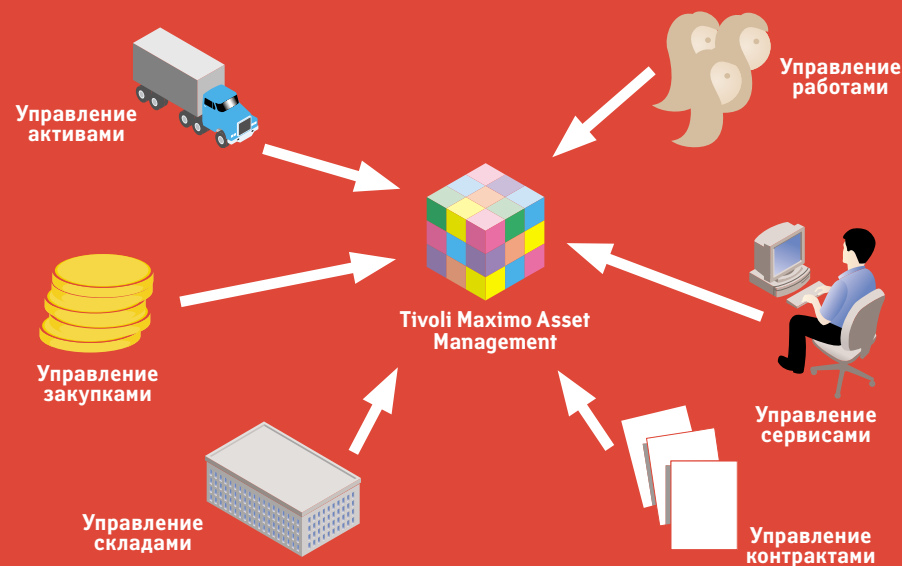 Управление
работами
Управление
активами
Tivoli Maximo Asset
Management
Управление
закупками
Управление
сервисами
Управление
складами
Управление
контрактами